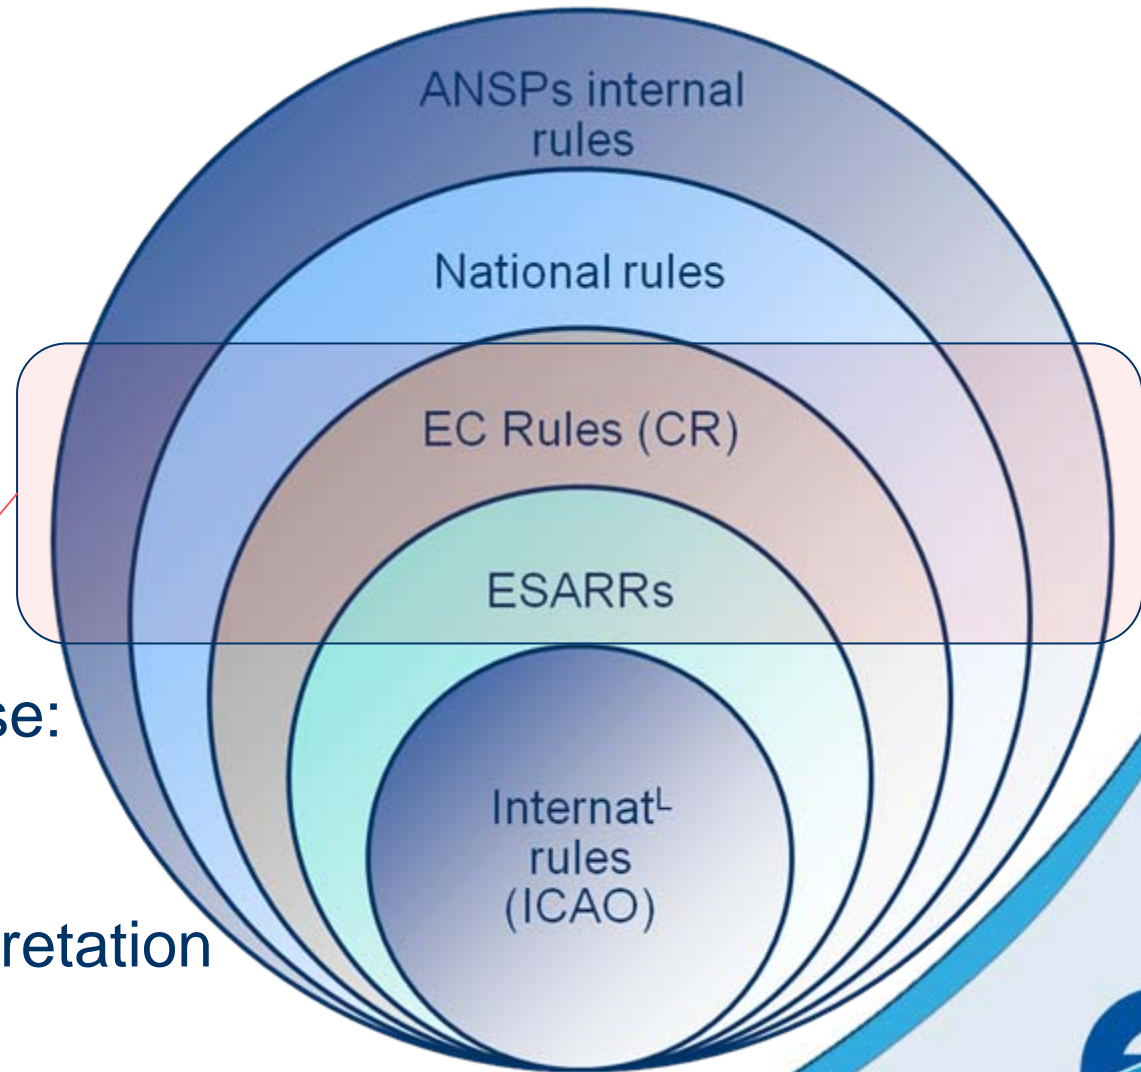 ANSPs internal
rules
National rules
EC Rules (CR)
ESARRs
se:
Internatᴸ
rules
(ICAO)
retation